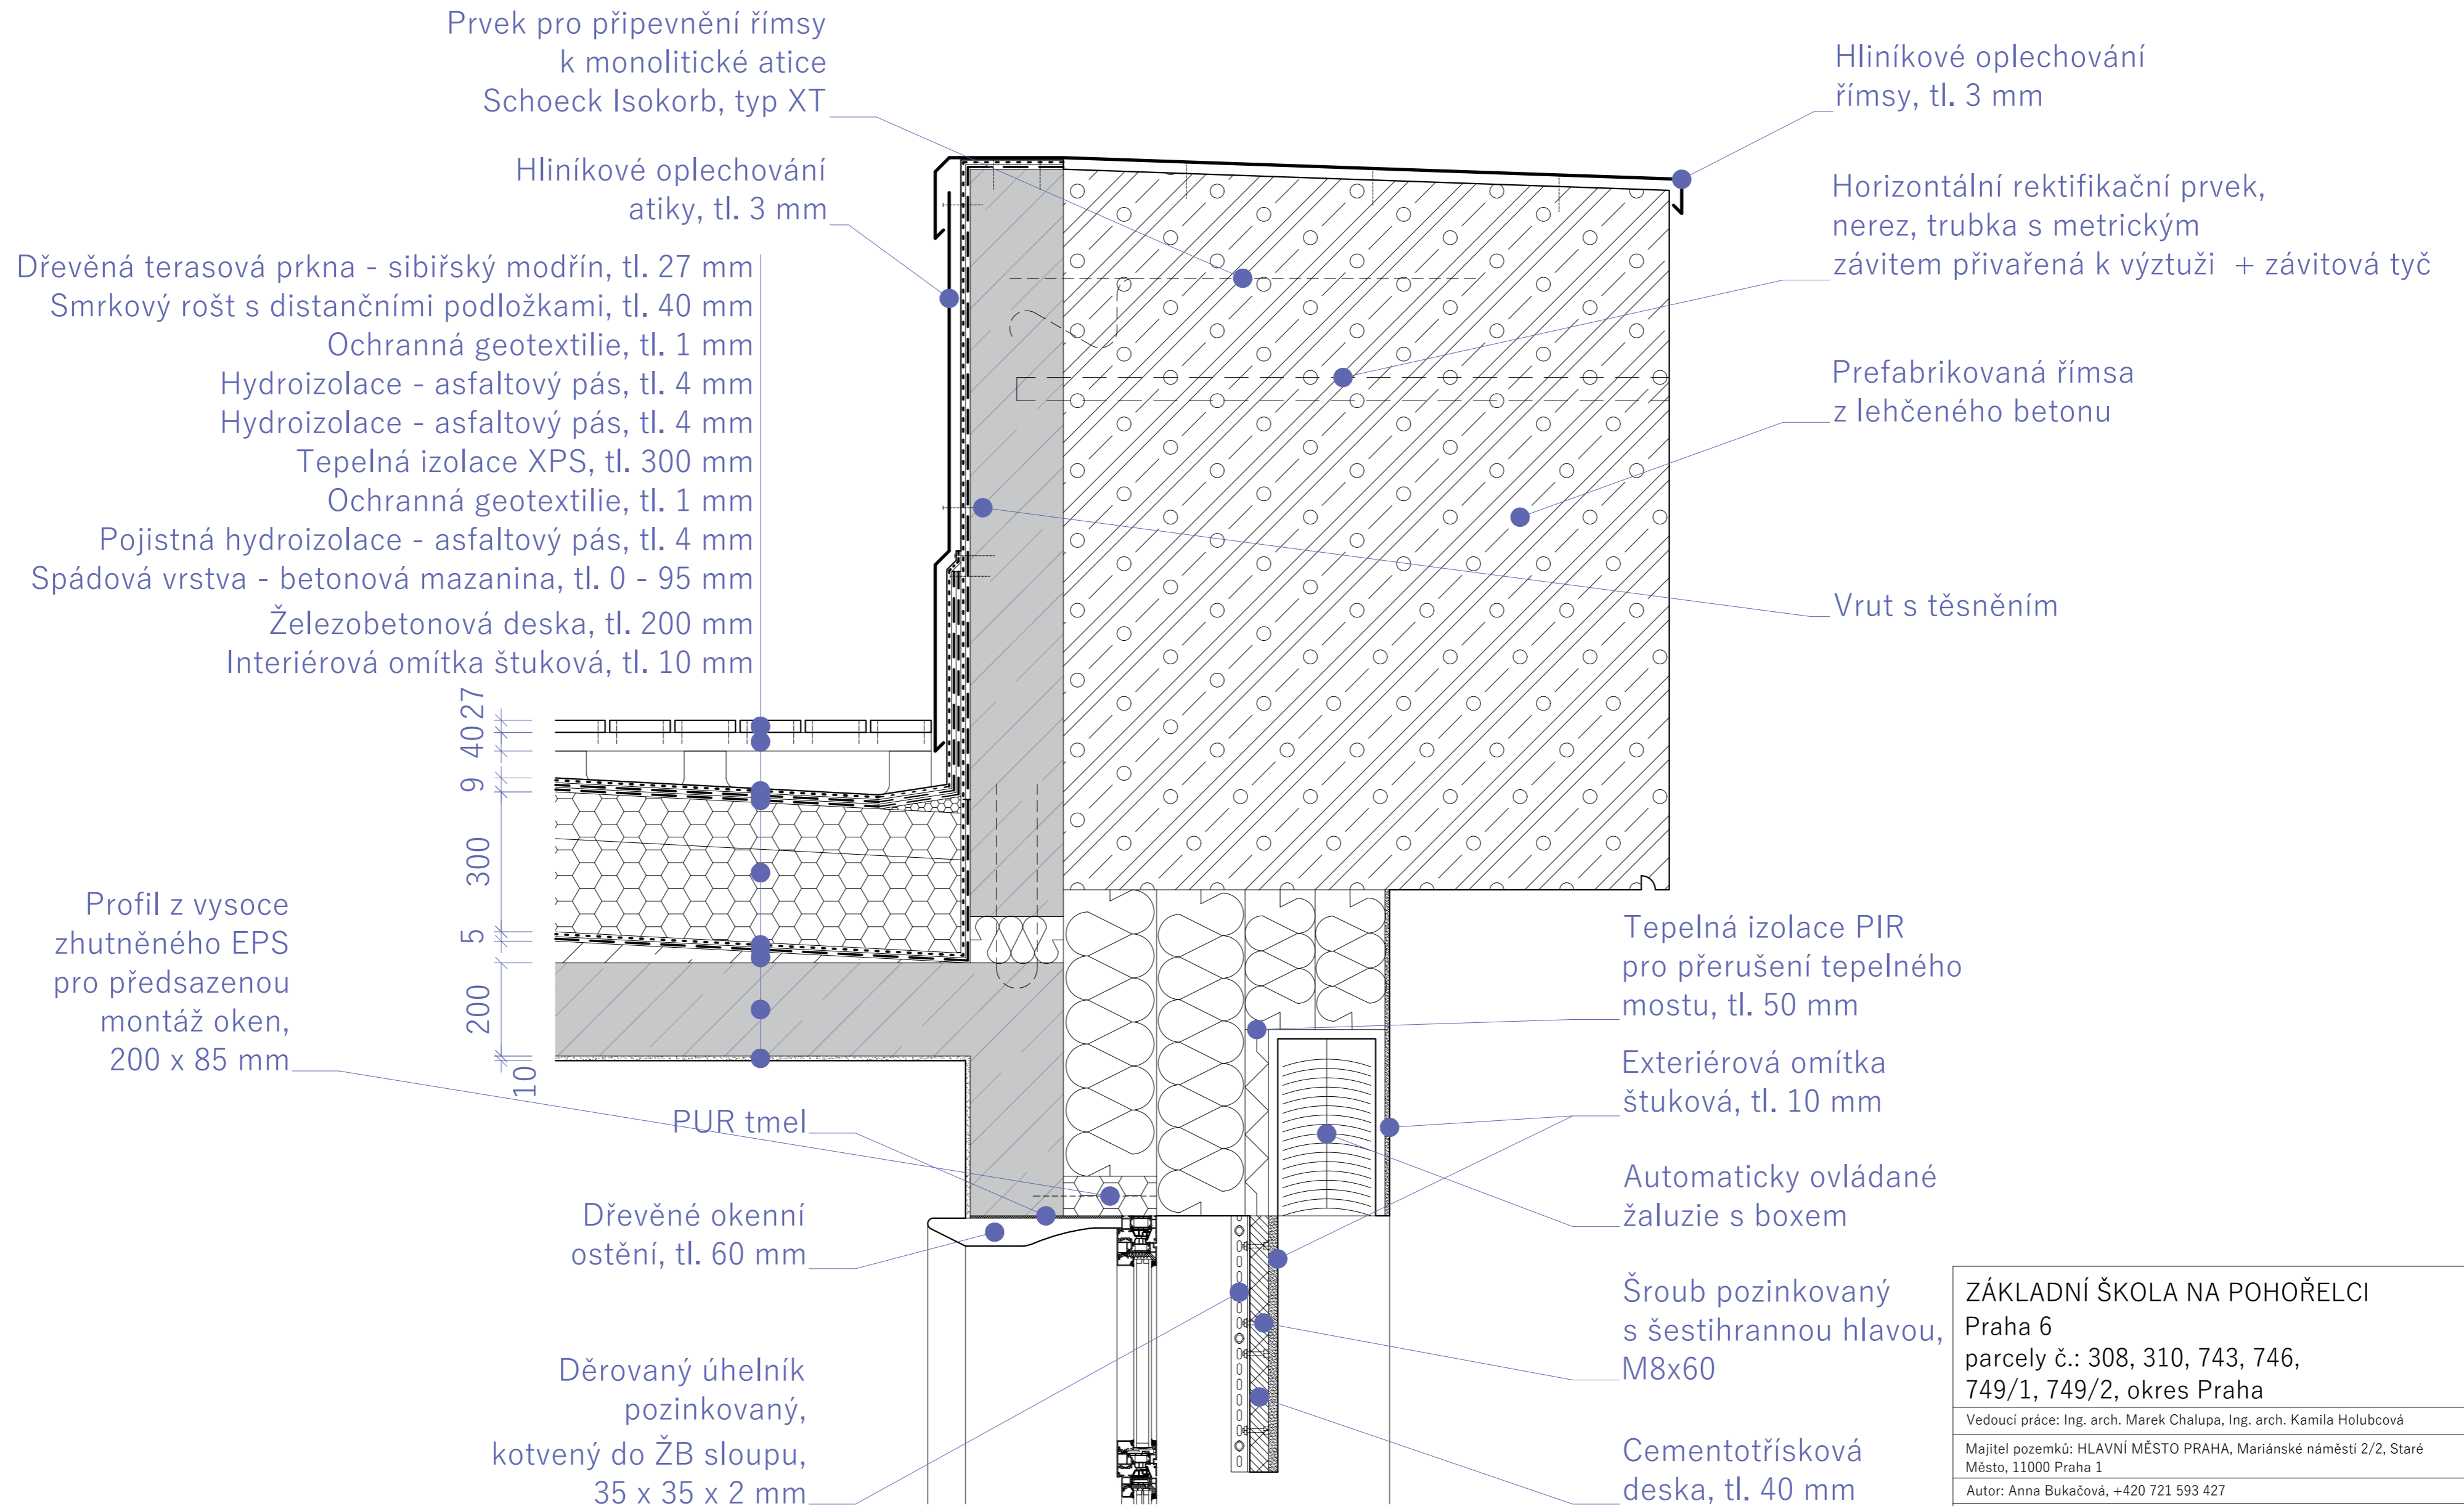 Prvek pro připevnění římsy
k monolitické atice
Schoeck Isokorb, typ XT
Hliníkové oplechování
atiky, tl. 3 mm
Dřevěná terasová prkna - sibiřský modřín, tl. 27 mm
Smrkový rošt s distančními podložkami, tl. 40 mm
Ochranná geotextilie, tl. 1 mm
Hydroizolace - asfaltový pás, tl. 4 mm
Hydroizolace - asfaltový pás, tl. 4 mm
Tepelná izolace XPS, tl. 300 mm
Ochranná geotextilie, tl. 1 mm
Pojistná hydroizolace - asfaltový pás, tl. 4 mm
Spádová vrstva - betonová mazanina, tl. 0 - 95 mm
Železobetonová deska, tl. 200 mm
Interiérová omítka štuková, tl. 10 mm
27
40
9
300
5
200
10
Profil z vysoce
zhutněného EPS
pro předsazenou
montáž oken,
200 x 85 mm
PUR tmel
Dřevěné okenní
ostění, tl. 60 mm
Děrovaný úhelník
pozinkovaný,
kotvený do ŽB sloupu,
35 x 35 x 2 mm
Hliníkové oplechování
římsy, tl. 3 mm
Horizontální rektifikační prvek,
nerez, trubka s metrickým
závitem přivařená k výztuži + závitová tyč
Prefabrikovaná římsa
z lehčeného betonu
Vrut s těsněním
Tepelná izolace PIR
pro přerušení tepelného
mostu, tl. 50 mm
Exteriérová omítka
štuková, tl. 10 mm
Automaticky ovládané
žaluzie s boxem
Šroub pozinkovaný
s šestihrannou hlavou,
M8x60
Cementotřísková
deska, tl. 40 mm
ZÁKLADNÍ ŠKOLA NA POHOŘELCI
Praha 6
parcely č.: 308, 310, 743, 746,
749/1, 749/2, okres Praha
Vedoucí práce: Ing. arch. Marek Chalupa, Ing. arch. Kamila Holubcová
Majitel pozemků: HLAVNÍ MĚSTO PRAHA, Mariánské náměstí 2/2, Staré
Město, 11000 Praha 1
Autor: Anna Bukačová, +420 721 593 427